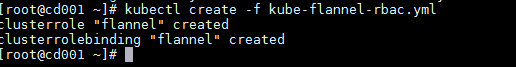 [root@cd001 ~]# kubectl create -f kube-flannel-rbac.yml
clusterrole "flannel" created
clusterrolebinding "flannel" created
[root@cd001 ~]#